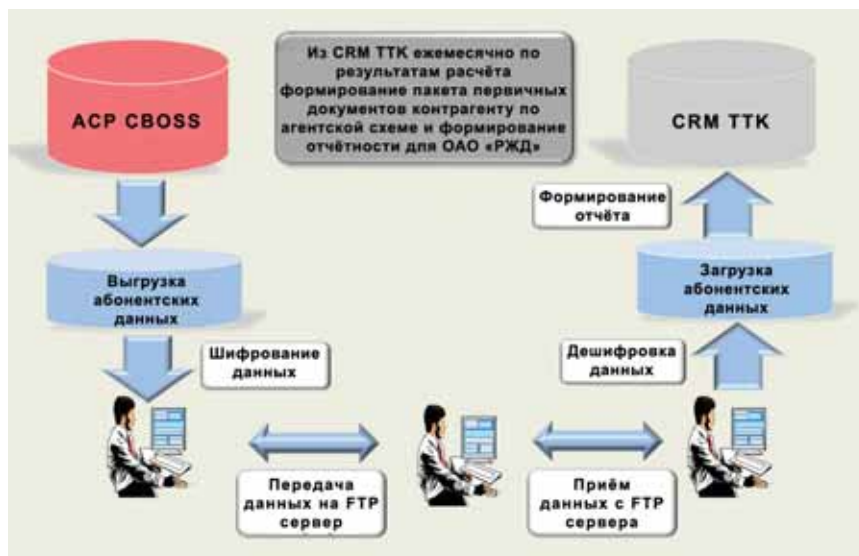 АСР CBOSS
Из CRM ТТК ежемесячно по
результатам расчёта
формирование пакета первичных
документов контрагенту по
агентской схеме и формирование
отчётности для ОАО «РЖД»
CRM ТТК
Формирование
отчёта
Выгрузка
абонентских
данных
Загрузка
абонентских
данных
Шифрование
данных
Дешифровка
данных
Передача
данных на FTP
сервер
Приём
данных с FTP
сервера